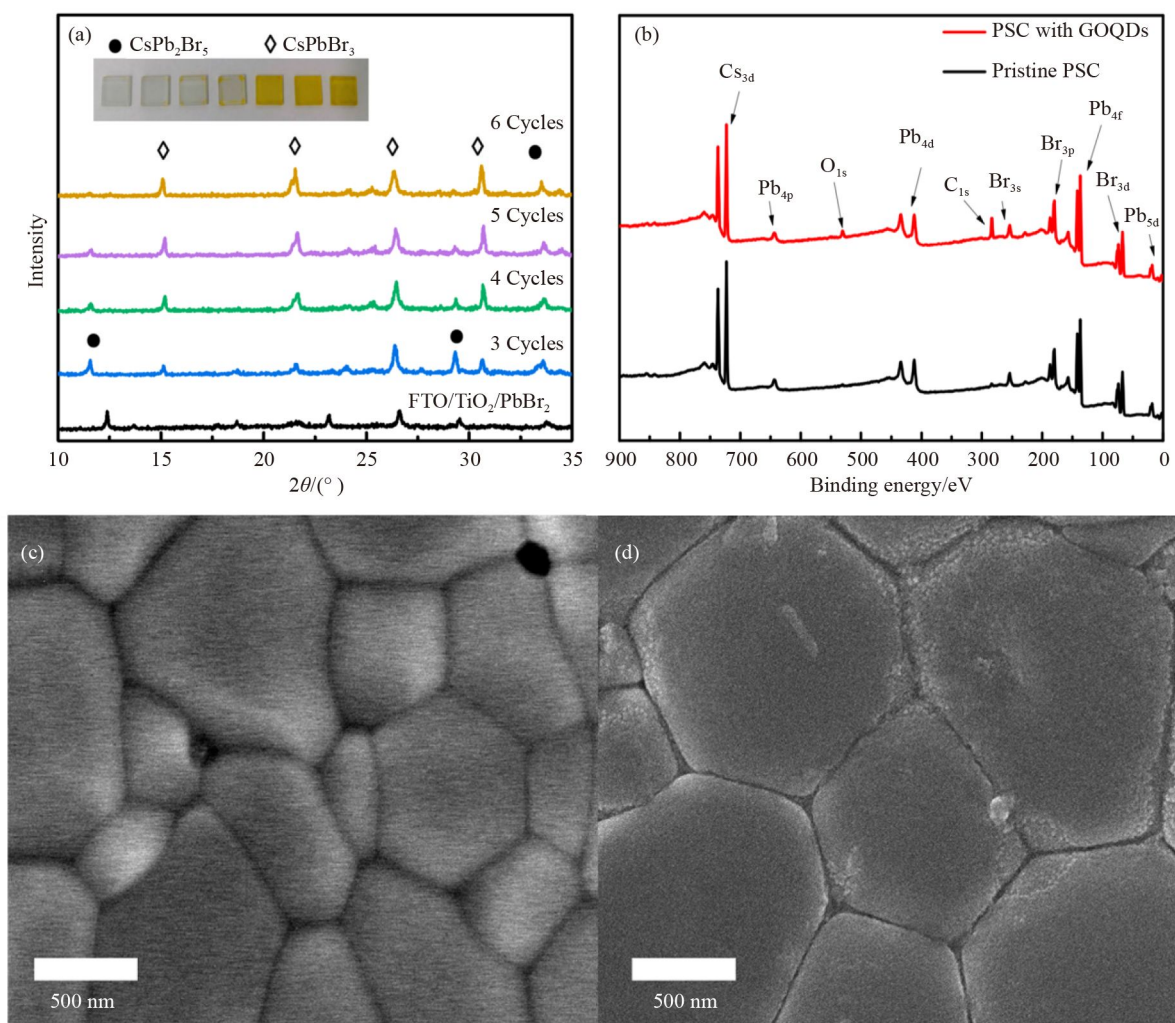 (a)
● CsPb₂Br₅ ◇ CsPbBr₃
6 Cycles
5 Cycles
4 Cycles
3 Cycles
FTO/TiO₂/PbBr₂
Intensity
10 15 20 25 30 35
2θ/(° )
(b)
PSC with GOQDs
Pristine PSC
Cs₃d
Pb₄p
O₁s
Pb₄d
C₁s
Br₃s
Br₃p
Pb₄f
Br₃d
Pb₅d
900 800 700 600 500 400 300 200 100 0
Binding energy/eV
(c)
500 nm
(d)
500 nm